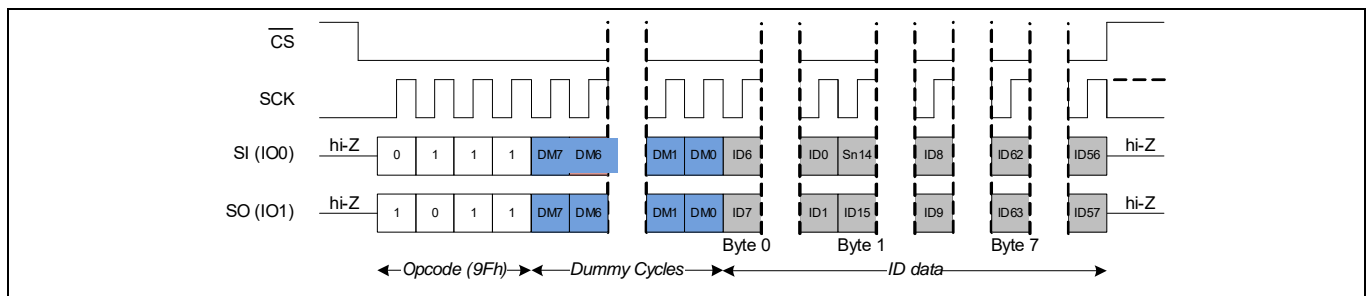 CS
SCK
SI (IO0) hi-Z 0 1 1 1 DM7 DM6 DM1 DM0 ID6 ID0 Sn14 ID8 ID62 ID56 hi-Z
SO (IO1) hi-Z 1 0 1 1 DM7 DM6 DM1 DM0 ID7 ID1 ID15 ID9 ID63 ID57 hi-Z
Byte 0 Byte 1 Byte 7
Opcode (9Fh) Dummy Cycles ID data